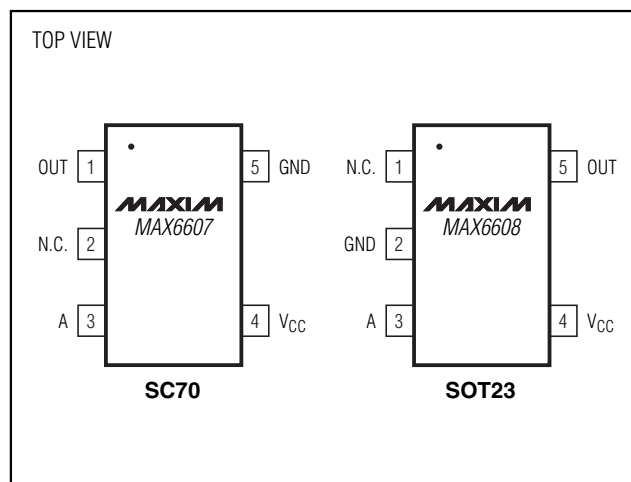 TOP VIEW
OUT 1
5 GND
MAXIM
MAX6607
N.C. 2
A 3
4 VCC
SC70
N.C. 1
5 OUT
MAXIM
MAX6608
GND 2
A 3
4 VCC
SOT23